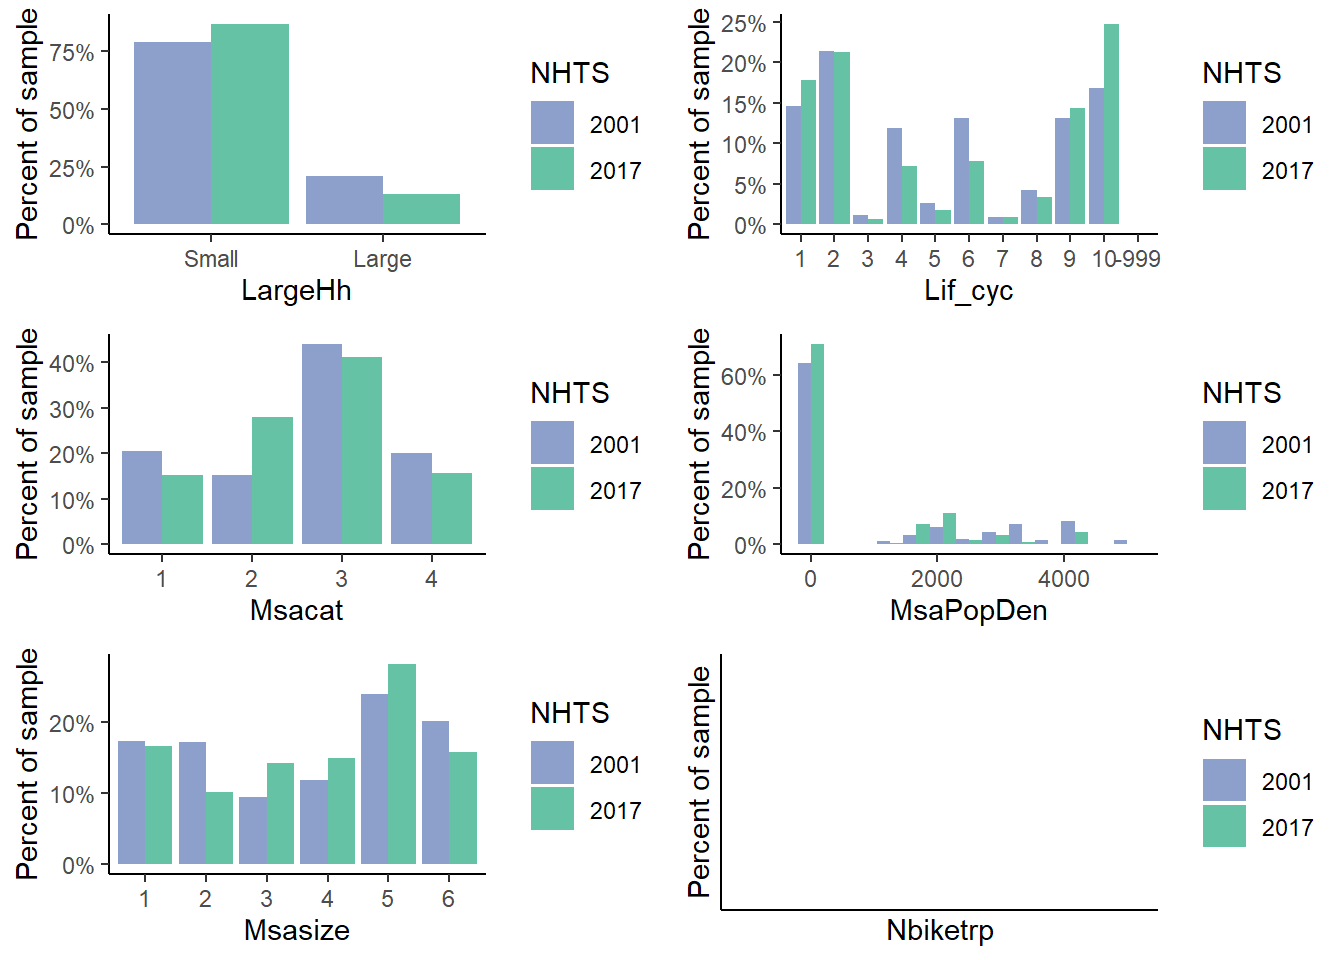 Percent of sample
75%
50%
25%
0%
Small Large
LargeHh
NHTS
2001
2017
Percent of sample
25%
20%
15%
10%
5%
0%
1 2 3 4 5 6 7 8 9 10 -999
Lif_cyc
NHTS
2001
2017
Percent of sample
40%
30%
20%
10%
0%
1 2 3 4
Msacat
NHTS
2001
2017
Percent of sample
60%
40%
20%
0%
0 2000 4000
MsaPopDen
NHTS
2001
2017
Percent of sample
20%
10%
0%
1 2 3 4 5 6
Msasize
NHTS
2001
2017
Percent of sample
Nbiketrp
NHTS
2001
2017